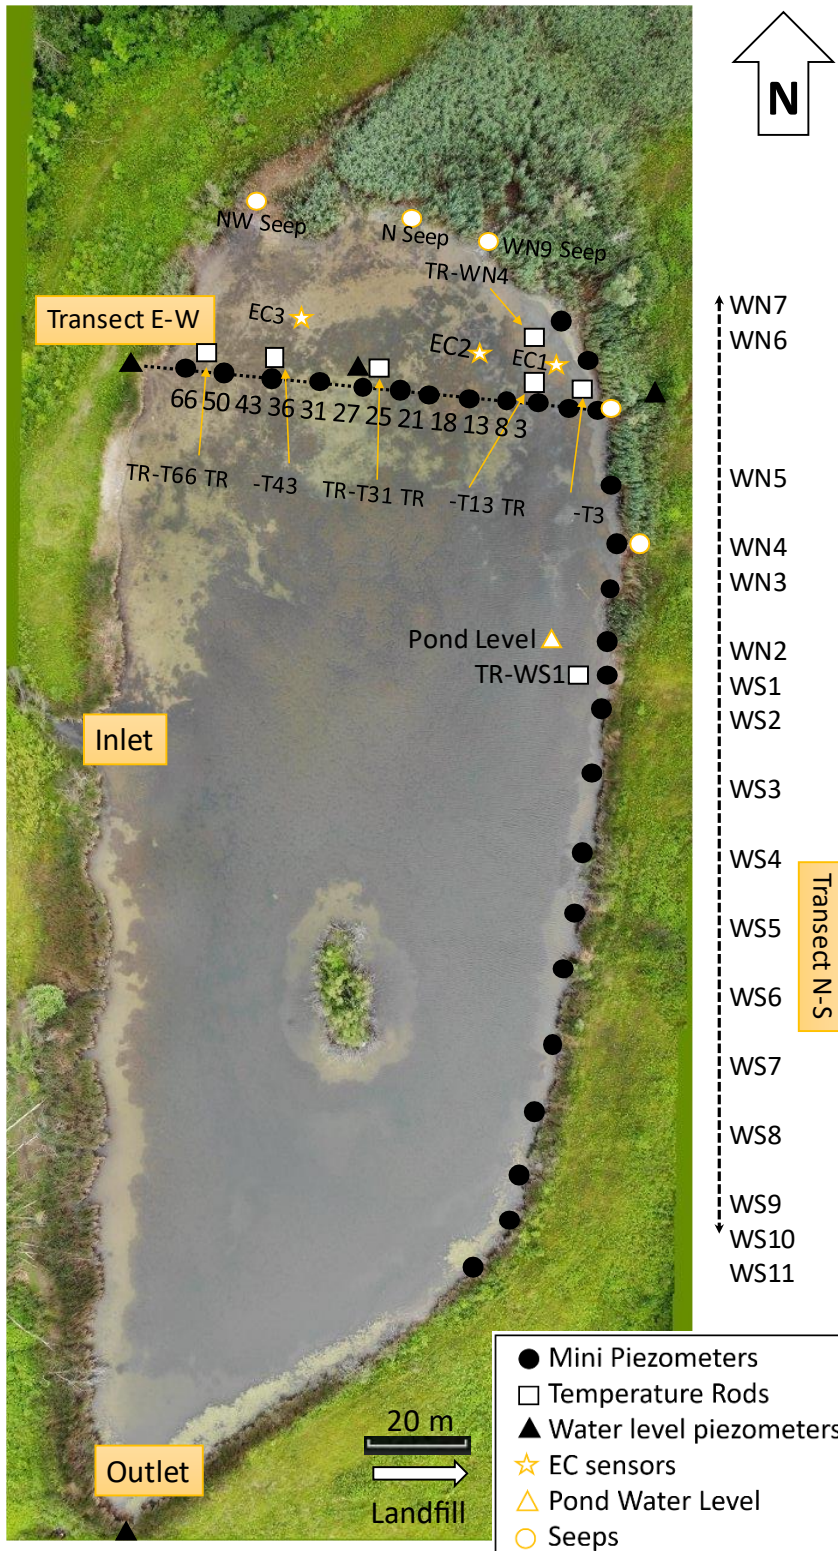 N
NW Seep
N Seep
WN9 Seep
TR-WN4
Transect E-W
EC3
EC2
EC1
WN7
WN6
66 50 43 36 31 27 25 21 18 13 8 3
TR-T66 TR
-T43
TR-T31 TR
-T13 TR
-T3
WN5
WN4
WN3
Pond Level
WN2
TR-WS1
WS1
WS2
Inlet
WS3
WS4
WS5
Transect N-S
WS6
WS7
WS8
WS9
WS10
WS11
Mini Piezometers
Temperature Rods
20 m
Water level piezometers
Outlet
EC sensors
Landfill
Pond Water Level
Seeps